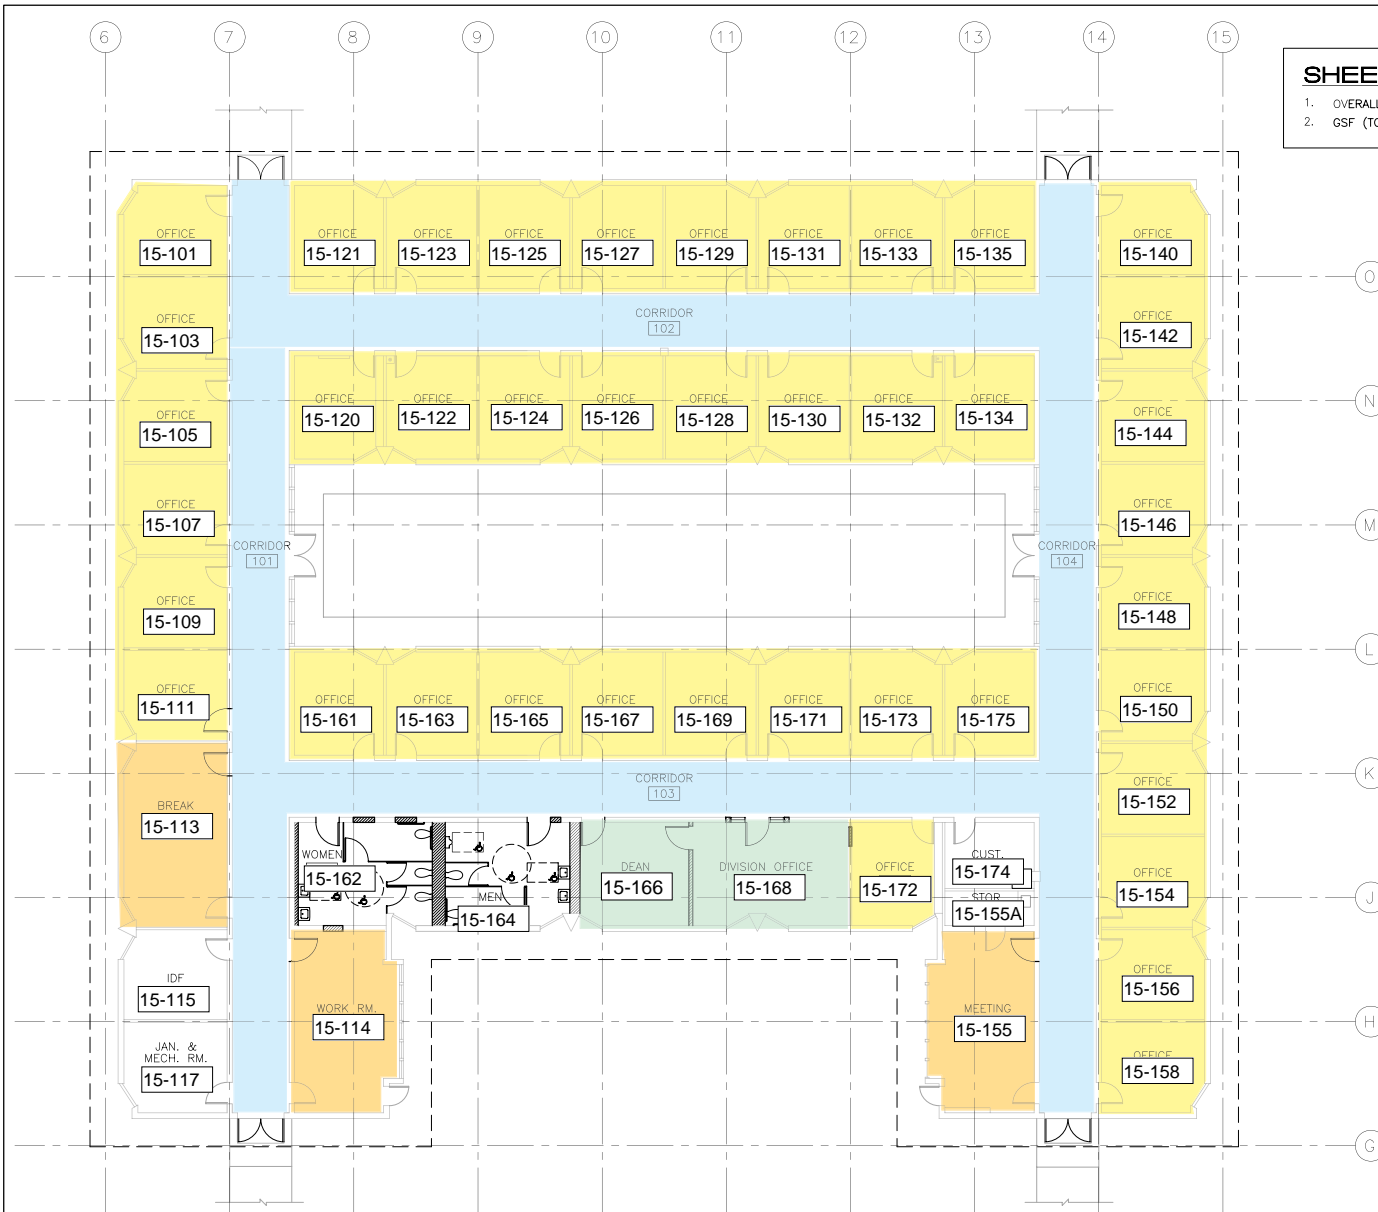 6 7 8 9 10 11 12 13 14 15
SHEE
1. OVERALL
2. GSF (TO
OFFICE OFFICE OFFICE OFFICE OFFICE OFFICE OFFICE OFFICE OFFICE OFFICE
15-101 15-121 15-123 15-125 15-127 15-129 15-131 15-133 15-135 15-140
O
OFFICE CORRIDOR OFFICE
15-103 102 15-142
OFFICE OFFICE OFFICE OFFICE OFFICE OFFICE OFFICE OFFICE
N
OFFICE OFFICE
15-105 15-120 15-122 15-124 15-126 15-128 15-130 15-132 15-134 15-144
OFFICE OFFICE
15-107 15-146
M
CORRIDOR CORRIDOR
101 104
OFFICE OFFICE
15-109 15-148
L
OFFICE OFFICE OFFICE OFFICE OFFICE OFFICE OFFICE OFFICE OFFICE OFFICE
15-111 15-161 15-163 15-165 15-167 15-169 15-171 15-173 15-175 15-150
K
CORRIDOR
103
OFFICE
15-152
BREAK
15-113
WOMEN CUST.
15-162 15-174
DEAN DIVISION OFFICE OFFICE OFFICE
15-166 15-168 15-172 15-154
MEN STOR
15-164 15-155A
J
IDF OFFICE
15-115 15-156
WORK RM. MEETING
15-114 15-155
H
JAN. &
MECH. RM. OFFICE
15-117 15-158
G